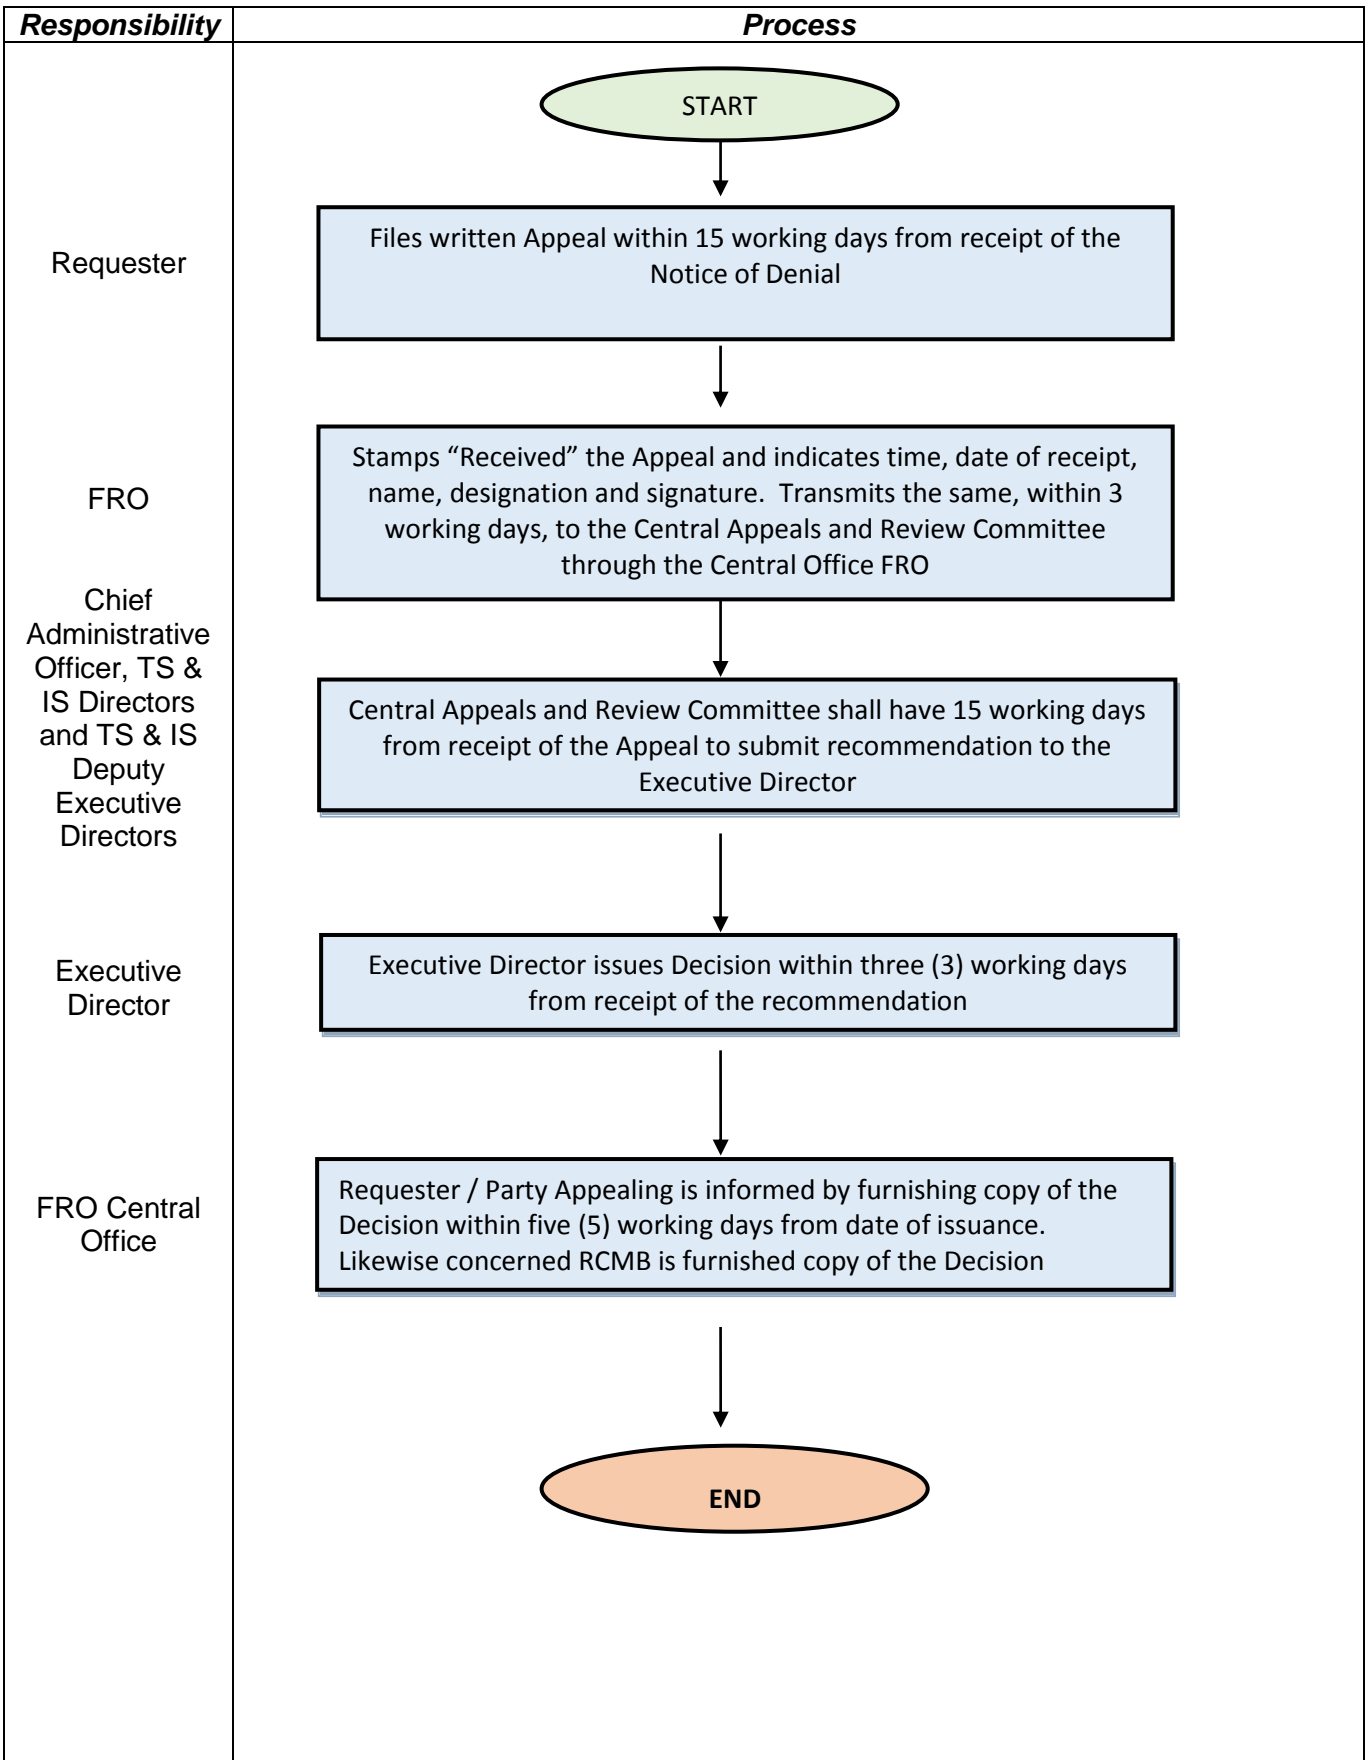 Responsibility
Process
START
Requester
Files written Appeal within 15 working days from receipt of the
Notice of Denial
FRO
Stamps “Received” the Appeal and indicates time, date of receipt,
name, designation and signature.  Transmits the same, within 3
working days, to the Central Appeals and Review Committee
through the Central Office FRO
Chief
Administrative
Officer, TS &
IS Directors
and TS & IS
Deputy
Executive
Directors
Central Appeals and Review Committee shall have 15 working days
from receipt of the Appeal to submit recommendation to the
Executive Director
Executive
Director
Executive Director issues Decision within three (3) working days
from receipt of the recommendation
FRO Central
Office
Requester / Party Appealing is informed by furnishing copy of the
Decision within five (5) working days from date of issuance.
Likewise concerned RCMB is furnished copy of the Decision
END